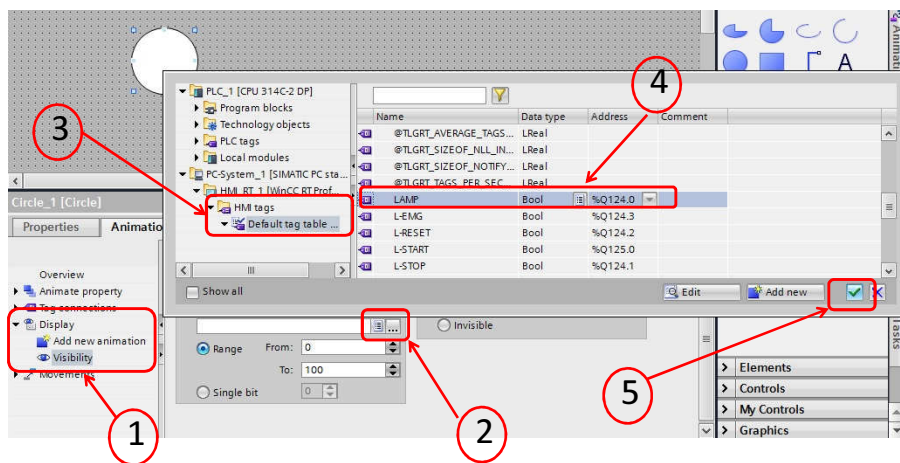 Animati
A
PLC_1 [CPU 314C-2 DP]
Program blocks
Technology objects
PLC tags
Local modules
PC-System_1 [SIMATIC PC sta...
HMI_RT_1 [WinCC RT Prof...
HMI tags
Default tag table ...
Name Data type Address Comment
@TLGRT_AVERAGE_TAGS... LReal
@TLGRT_SIZEOF_NLL_IN... LReal
@TLGRT_SIZEOF_NOTIFY... LReal
@TLGRT_TAGS_PER_SEC... LReal
LAMP Bool %Q124.0
L-EMG Bool %Q124.3
L-RESET Bool %Q124.2
L-START Bool %Q125.0
L-STOP Bool %Q124.1
Show all
Edit
Add new
3
4
Circle_1 [Circle]
Properties Animatio
Overview
Animate property
Tag connections
Display
Add new animation
Visibility
Movements
...
Invisible
Range From: 0
To: 100
Single bit 0
Tasks
Elements
Controls
My Controls
Graphics
1
2
5